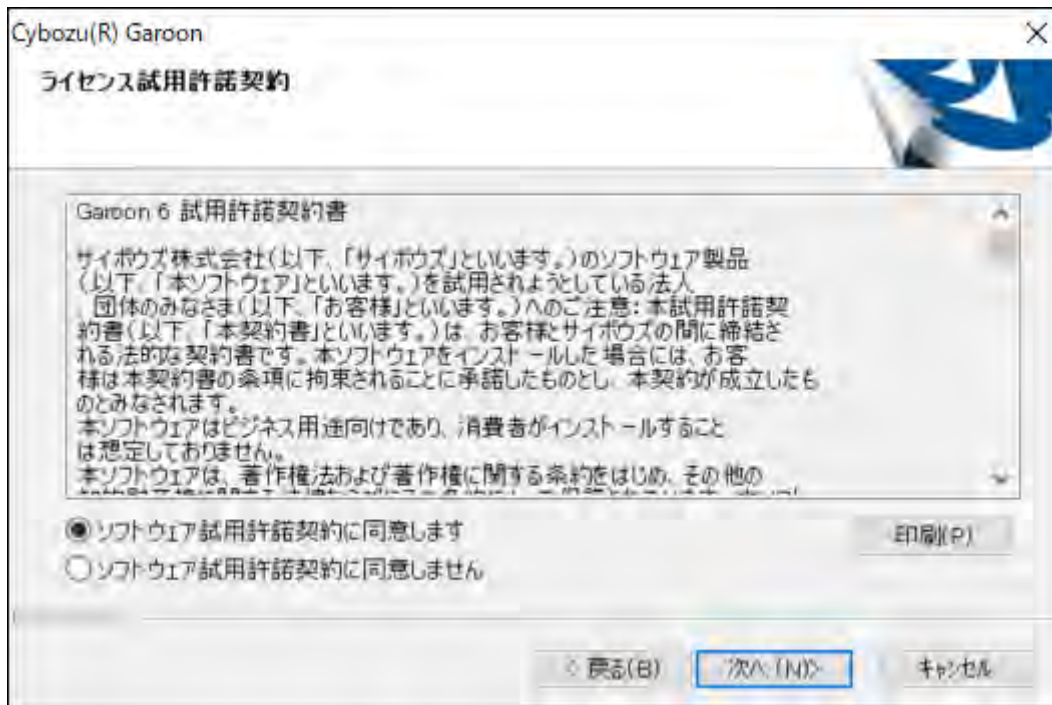 Cybozu(R) Garoon
ライセンス試用許諾契約
Garoon 6 試用許諾契約書
サイボウズ株式会社(以下、「サイボウズ」といいます。)のソフトウェア製品
(以下、「本ソフトウェア」といいます。)を試用されようとしている法人
、団体のみなさま(以下、「お客様」といいます。)へのご注意:本試用許諾契
約書(以下、「本契約書」といいます。)は、お客様とサイボウズの間に締結さ
れる法的な契約書です。本ソフトウェアをインストールした場合には、お客
様は本契約書の条項に拘束されることに承諾したものとし、本契約が成立したも
のとみなされます。
本ソフトウェアはビジネス用途向けであり、消費者がインストールすること
は想定しておりません。
本ソフトウェアは、著作権法および著作権に関する条約をはじめ、その他の
ソフトウェア試用許諾契約に同意します
印刷(P)
ソフトウェア試用許諾契約に同意しません
< 戻る(B)
次へ(N)>
キャンセル